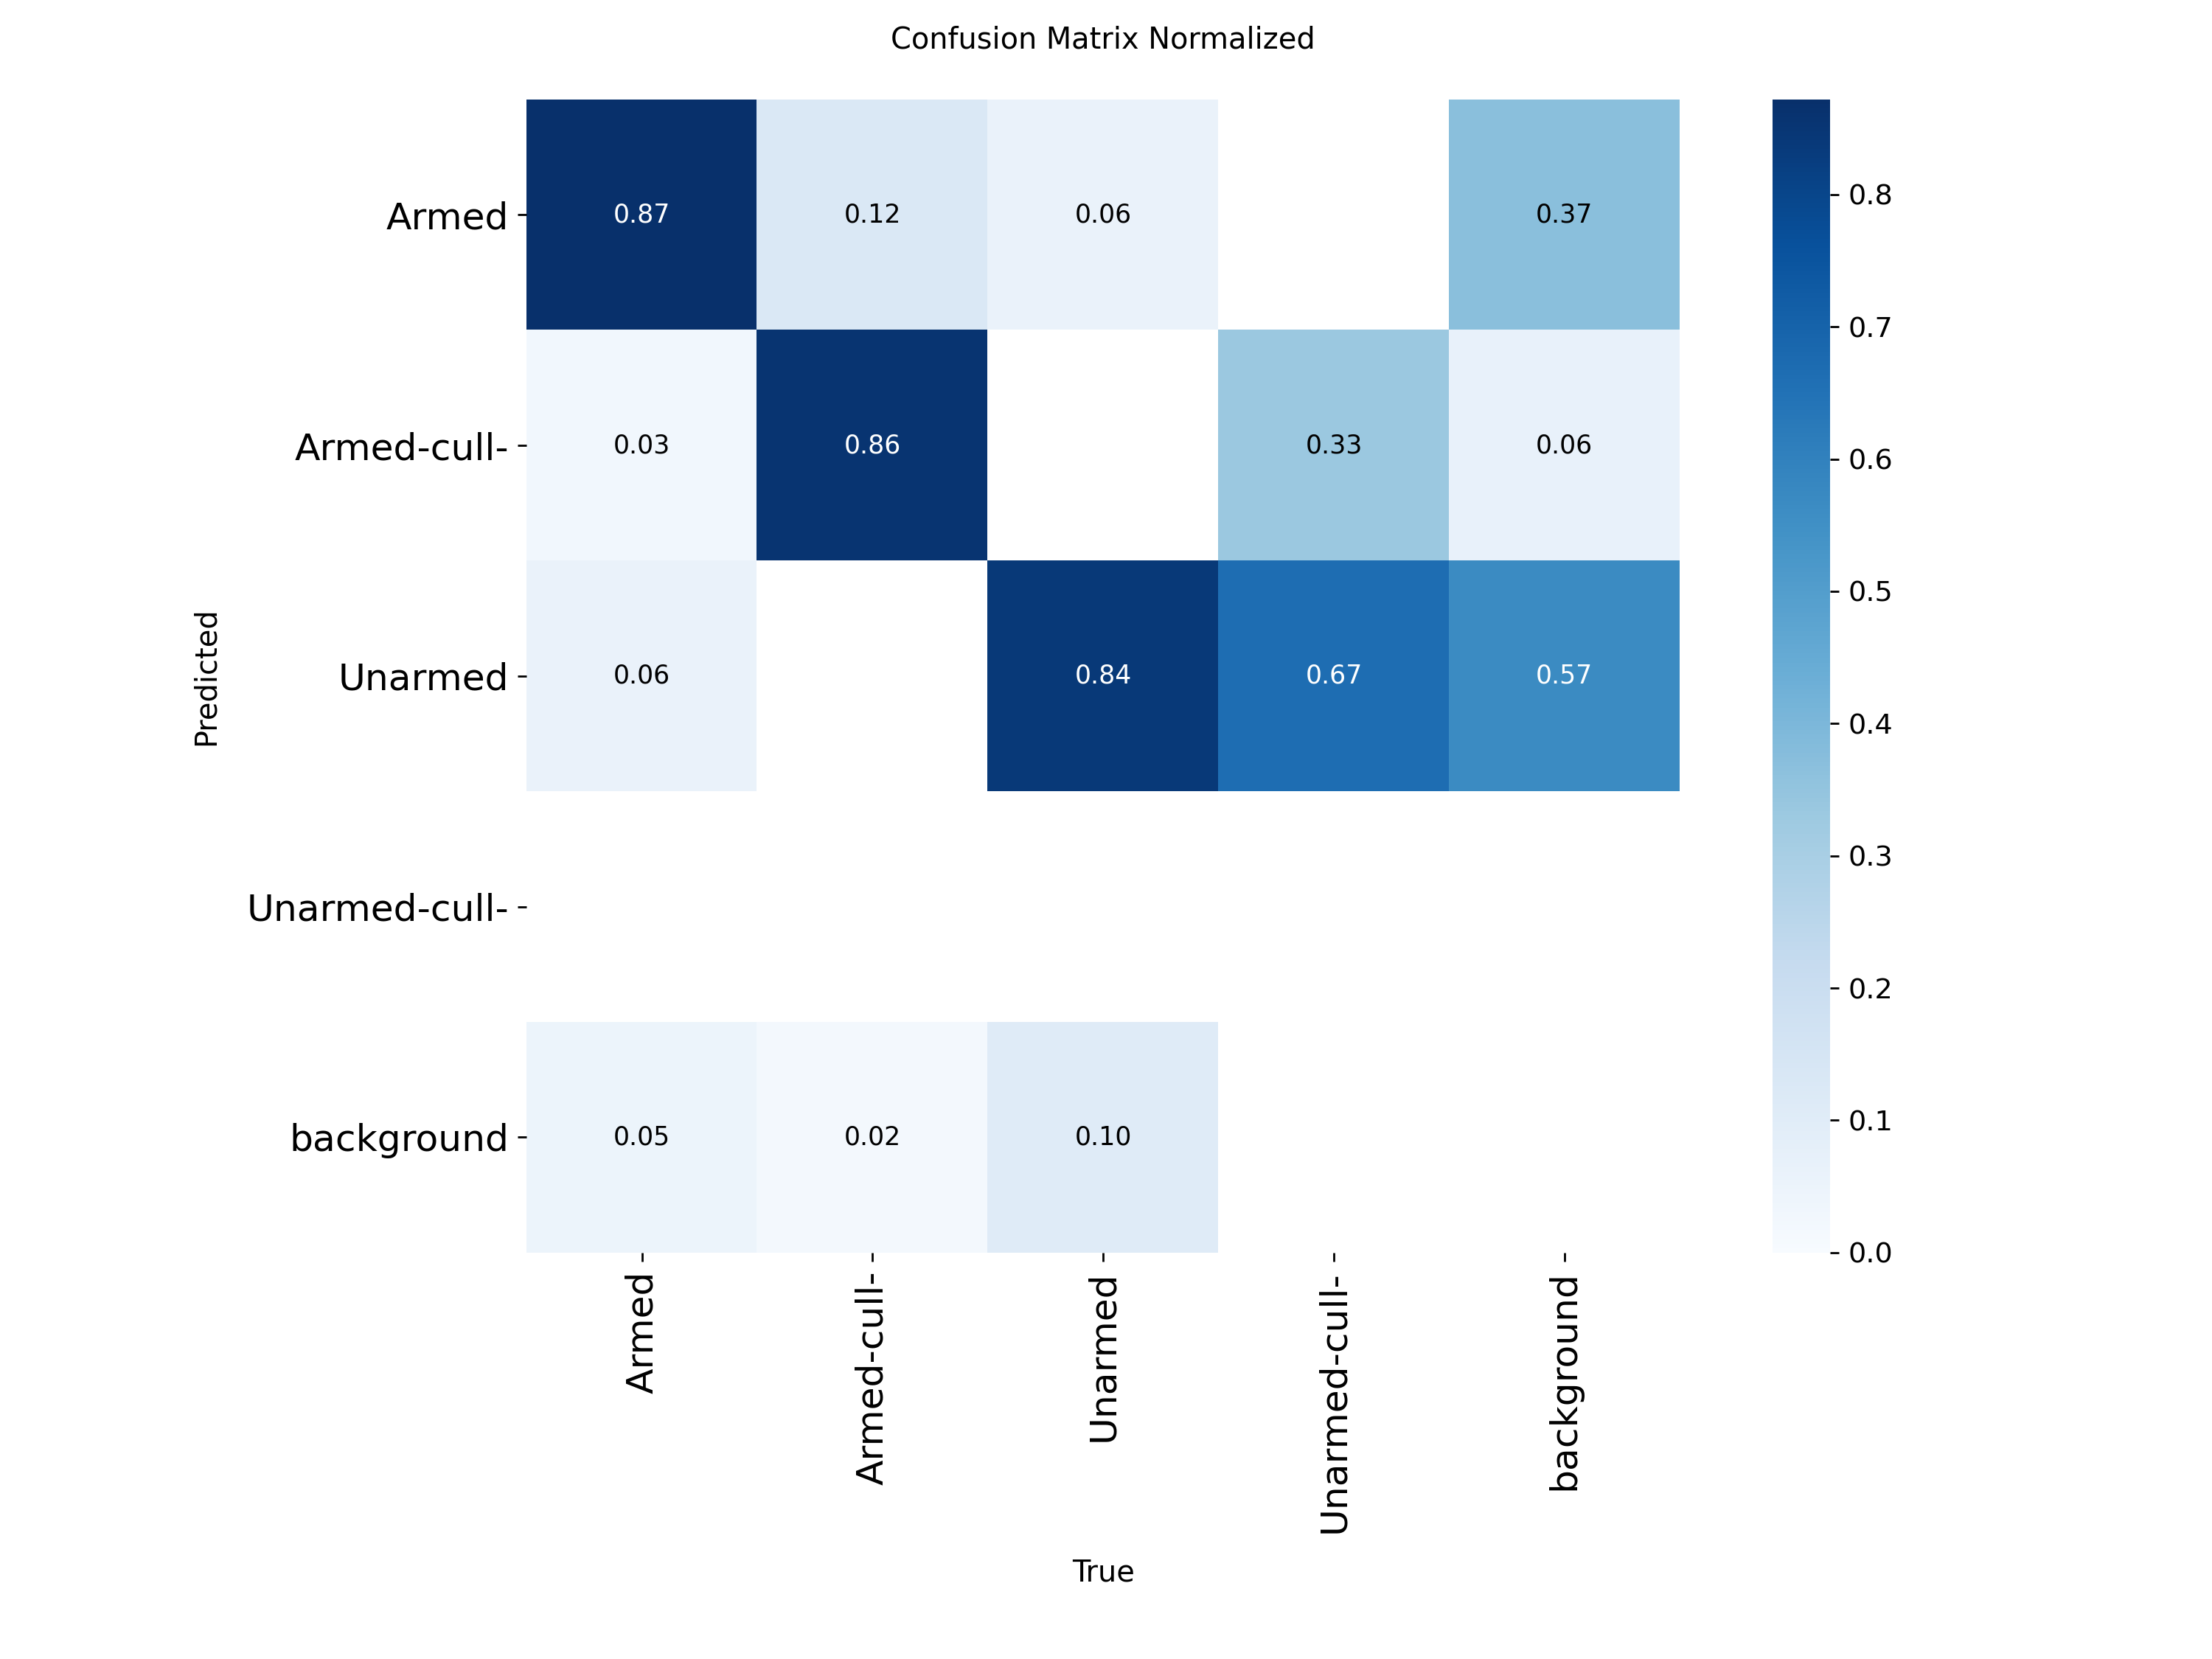 Confusion Matrix Normalized
Armed
0.87
0.12
0.06
0.37
Armed-cull-
0.03
0.86
0.33
0.06
Unarmed
0.06
0.84
0.67
0.57
Unarmed-cull-
background
0.05
0.02
0.10
Predicted
Armed
Armed-cull-
Unarmed
Unarmed-cull-
background
True
0.8
0.7
0.6
0.5
0.4
0.3
0.2
0.1
0.0